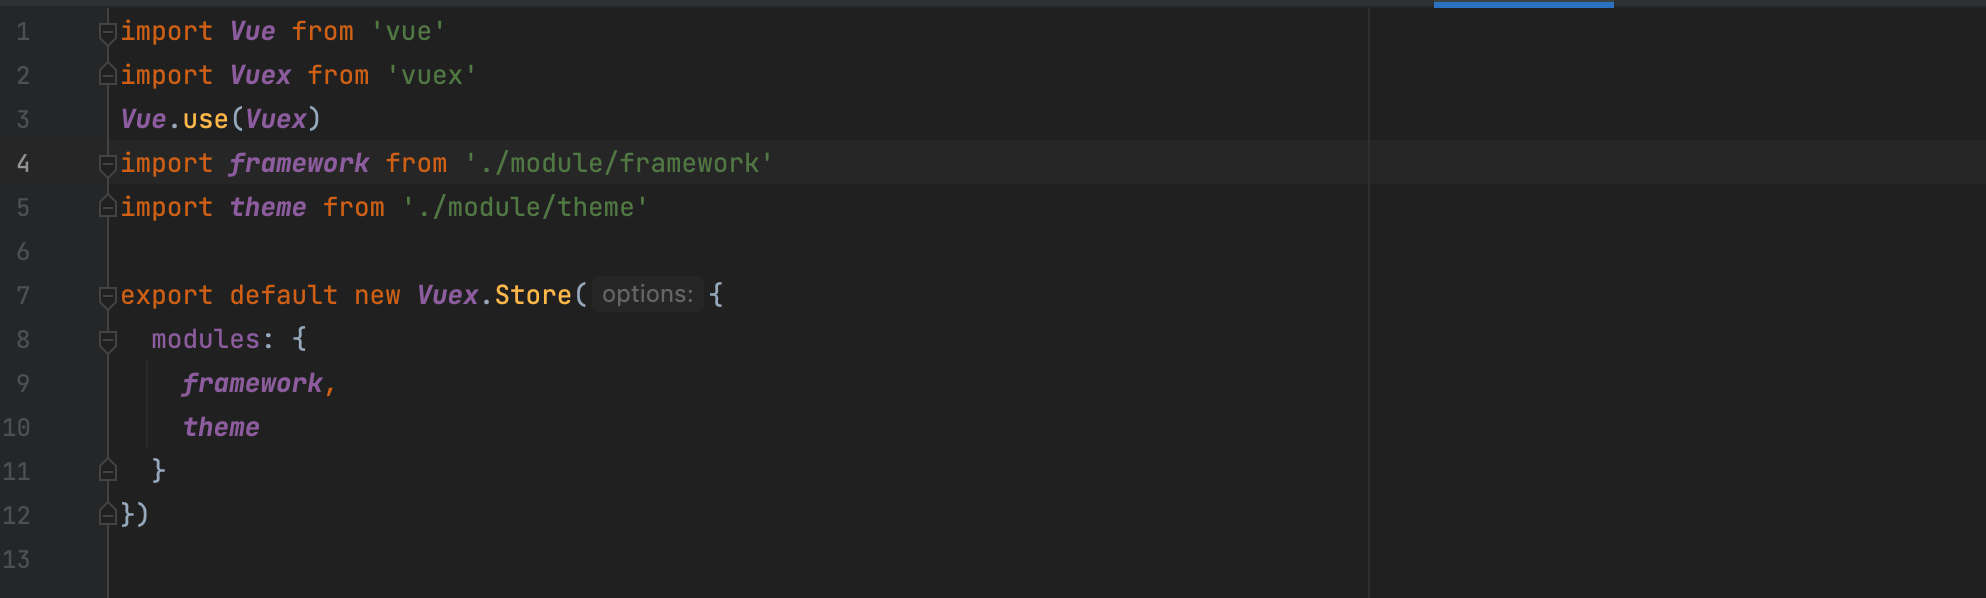 1 import Vue from 'vue'
2 import Vuex from 'vuex'
3 Vue.use(Vuex)
4 import framework from './module/framework'
5 import theme from './module/theme'
6
7 export default new Vuex.Store( options: {
8   modules: {
9     framework,
10     theme
11   }
12 })
13